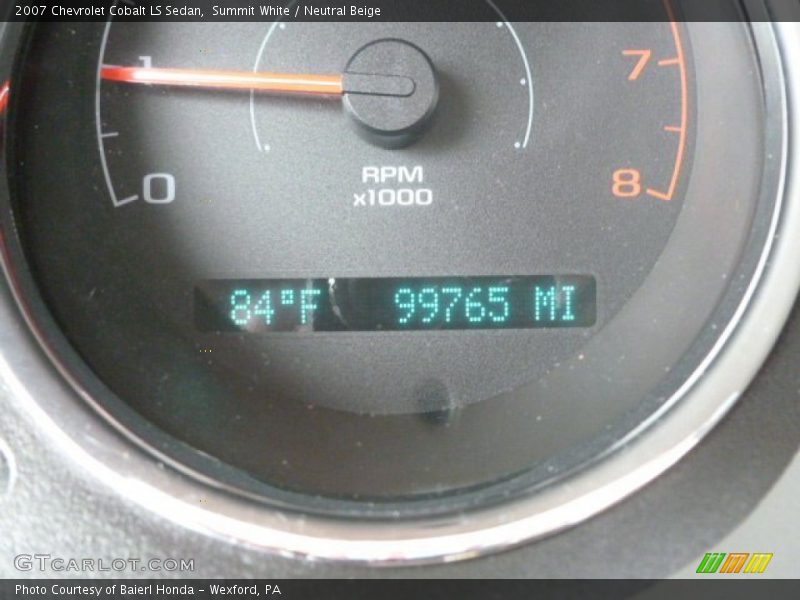 2007 Chevrolet Cobalt LS Sedan,  Summit White / Neutral Beige
1
7
0
8
RPM
x1000
84°F 99765 MI
GTCARLOT.COM
Photo Courtesy of Baierl Honda - Wexford, PA